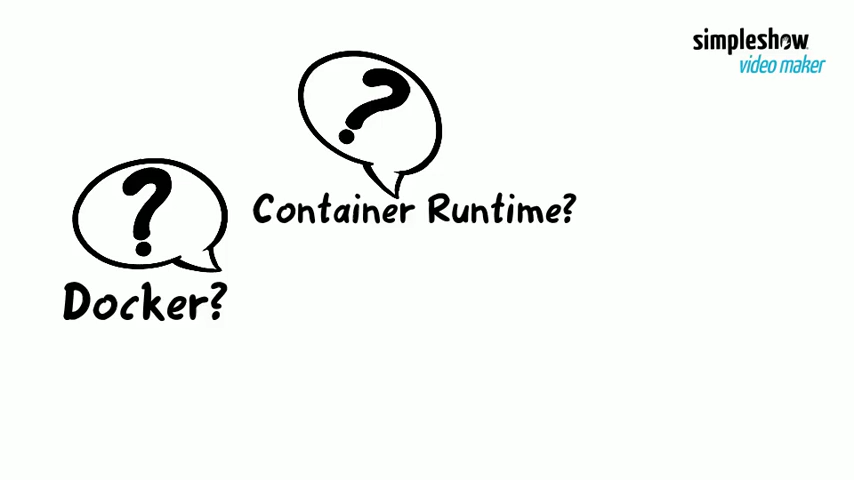 simpleshow
video maker
?
?
Container Runtime?
Docker?